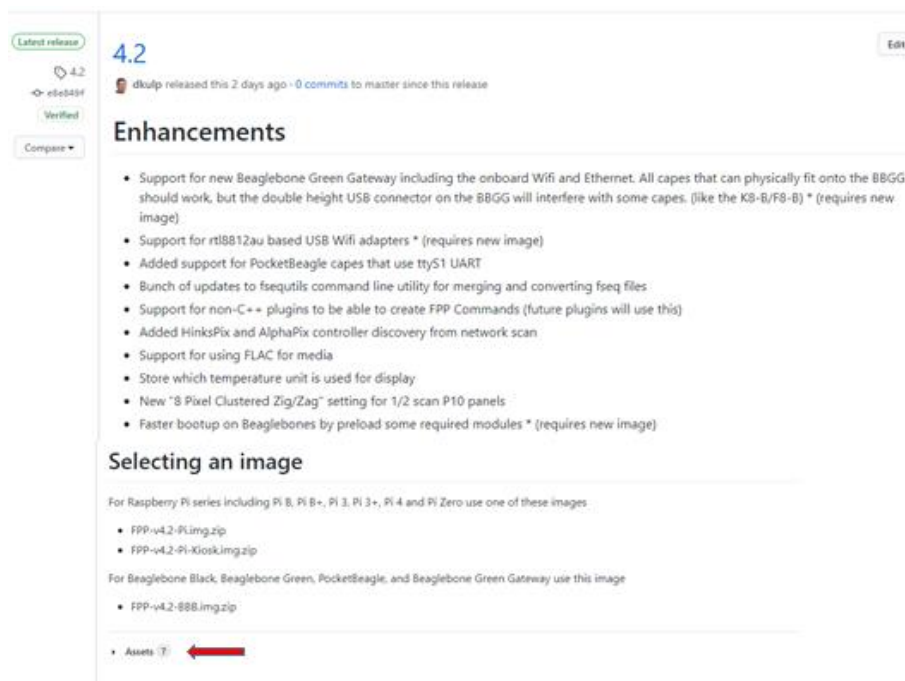 Latest release
4.2
e8e849f
Verified
Compare
4.2
Edit
dkulp released this 2 days ago · 0 commits to master since this release
Enhancements
• Support for new Beaglebone Green Gateway including the onboard Wifi and Ethernet. All capes that can physically fit onto the BBGG
should work, but the double height USB connector on the BBGG will interfere with some capes. (like the K8-B/F8-B) * (requires new
image)
• Support for rtl8812au based USB Wifi adapters * (requires new image)
• Added support for PocketBeagle capes that use ttyS1 UART
• Bunch of updates to fsequtils command line utility for merging and converting fseq files
• Support for non-C++ plugins to be able to create FPP Commands (future plugins will use this)
• Added HinksPix and AlphaPix controller discovery from network scan
• Support for using FLAC for media
• Store which temperature unit is used for display
• New "8 Pixel Clustered Zig/Zag" setting for 1/2 scan P10 panels
• Faster bootup on Beaglebones by preload some required modules * (requires new image)
Selecting an image
For Raspberry Pi series including Pi B, Pi B+, Pi 3, Pi 3+, Pi 4 and Pi Zero use one of these images
• FPP-v4.2-Pi.img.zip
• FPP-v4.2-Pi-Kiosk.img.zip
For Beaglebone Black, Beaglebone Green, PocketBeagle, and Beaglebone Green Gateway use this image
• FPP-v4.2-BBB.img.zip
Assets 7